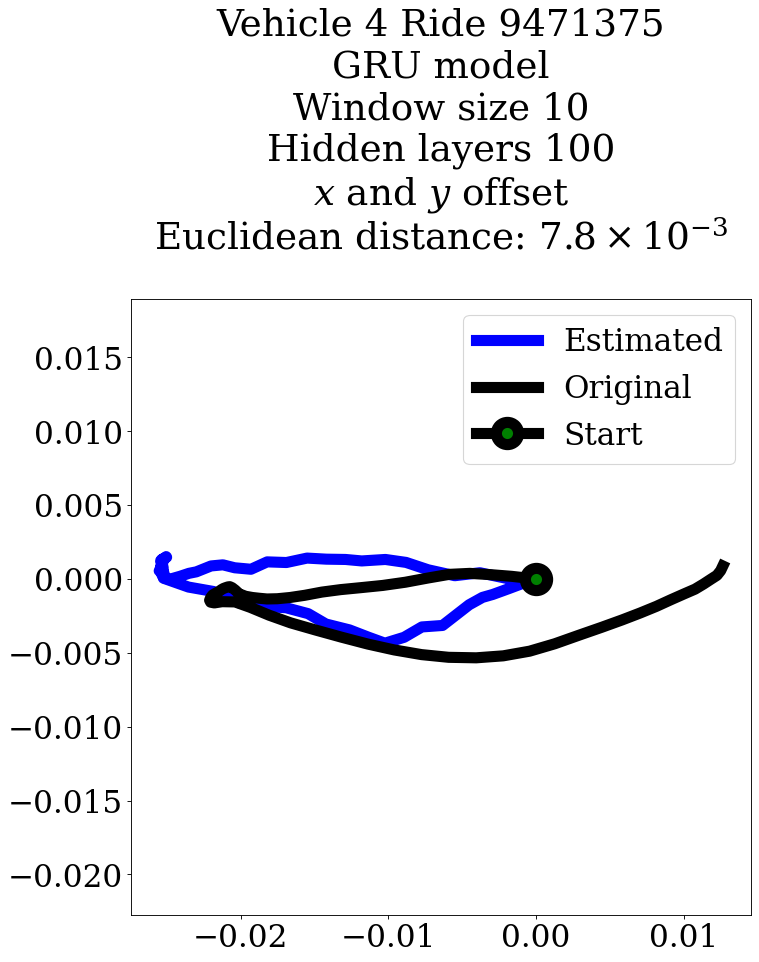 Vehicle 4 Ride 9471375
GRU model
Window size 10
Hidden layers 100
x and y offset
Euclidean distance: 7.8 × 10⁻³
Estimated
Original
Start
0.015
0.010
0.005
0.000
−0.005
−0.010
−0.015
−0.020
−0.02 −0.01 0.00 0.01